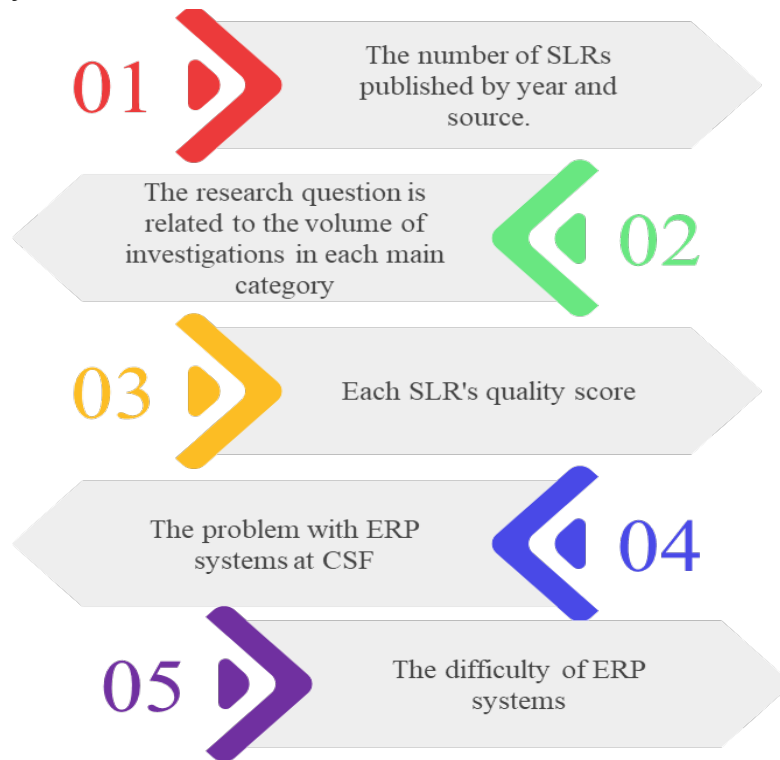 01
The number of SLRs
published by year and
source.
The research question is
related to the volume of
investigations in each main
category
02
03
Each SLR's quality score
The problem with ERP
systems at CSF
04
05
The difficulty of ERP
systems